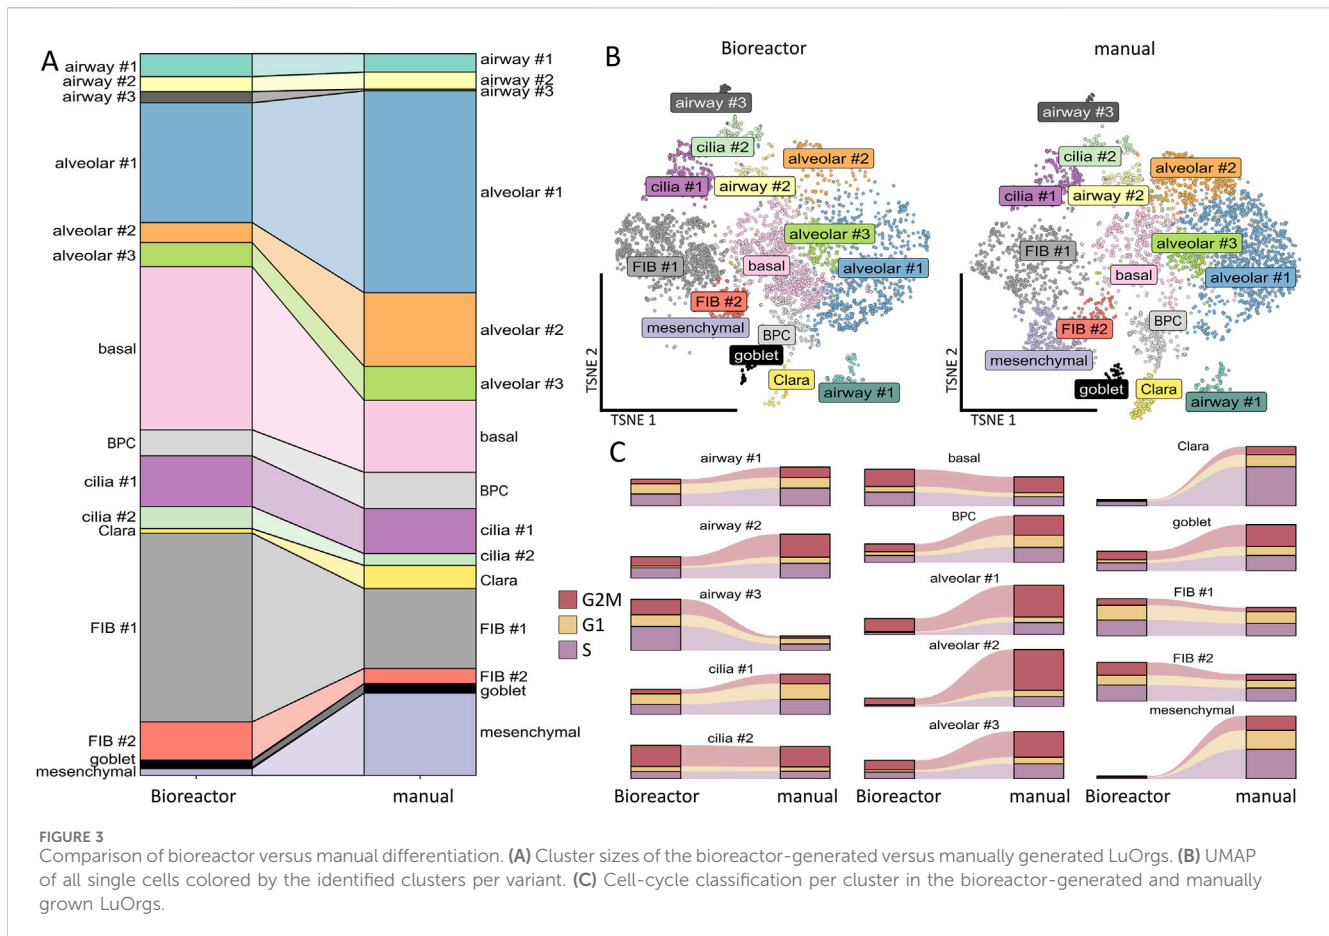 A
airway #1
airway #2
airway #3
alveolar #1
alveolar #2
alveolar #3
basal
BPC
cilia #1
cilia #2
Clara
FIB #1
FIB #2
goblet
mesenchymal
airway #1
airway #2
airway #3
alveolar #1
alveolar #2
alveolar #3
basal
BPC
cilia #1
cilia #2
Clara
FIB #1
FIB #2
goblet
mesenchymal
Bioreactor
manual
B
Bioreactor
airway #3
cilia #2
alveolar #2
cilia #1
airway #2
alveolar #3
FIB #1
basal
alveolar #1
FIB #2
mesenchymal
BPC
goblet
Clara
airway #1
TSNE 2
TSNE 1
manual
airway #3
cilia #2
alveolar #2
cilia #1
airway #2
alveolar #3
FIB #1
basal
alveolar #1
FIB #2
BPC
mesenchymal
goblet
Clara
airway #1
TSNE 2
TSNE 1
C
G2M
G1
S
airway #1
airway #2
airway #3
cilia #1
cilia #2
Bioreactor
manual
basal
BPC
alveolar #1
alveolar #2
alveolar #3
Bioreactor
manual
Clara
goblet
FIB #1
FIB #2
mesenchymal
Bioreactor
manual
FIGURE 3
Comparison of bioreactor versus manual differentiation. (A) Cluster sizes of the bioreactor-generated versus manually generated LuOrgs. (B) UMAP
of all single cells colored by the identified clusters per variant. (C) Cell-cycle classification per cluster in the bioreactor-generated and manually
grown LuOrgs.